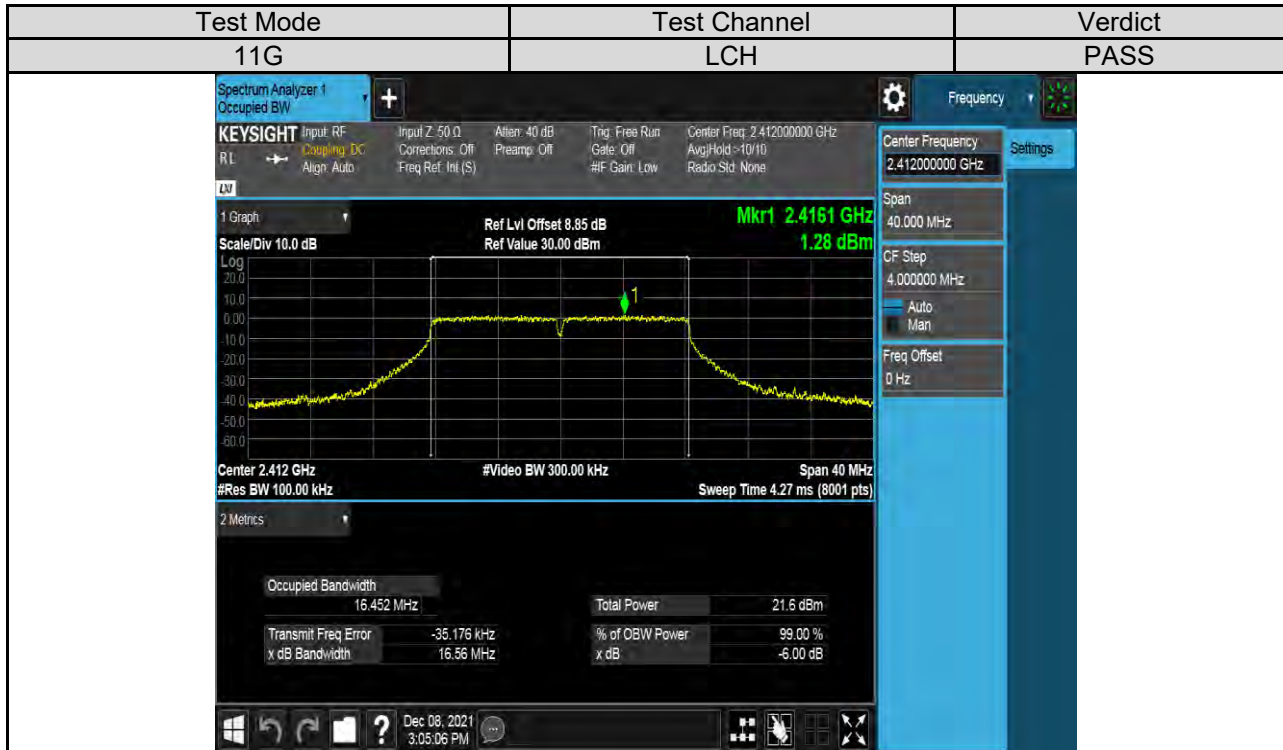 Test Mode Test Channel Verdict
11G LCH PASS
Spectrum Analyzer 1
Occupied BW
+
Frequency
KEYSIGHT Input: RF Input Z: 50 Ω Atten: 40 dB Trig: Free Run Center Freq: 2.412000000 GHz
RL Coupling: DC Corrections: Off Preamp: Off Gate: Off Avg|Hold:>10/10
Align: Auto Freq Ref: Int (S) #IF Gain: Low Radio Std: None
LXI
Center Frequency
2.412000000 GHz
Settings
Span
40.000 MHz
CF Step
4.000000 MHz
Auto
Man
Freq Offset
0 Hz
1 Graph
Ref Lvl Offset 8.85 dB Mkr1 2.4161 GHz
Scale/Div 10.0 dB Ref Value 30.00 dBm 1.28 dBm
Log
20.0
10.0
1
0.00
-10.0
-20.0
-30.0
-40.0
-50.0
-60.0
Center 2.412 GHz #Video BW 300.00 kHz Span 40 MHz
#Res BW 100.00 kHz Sweep Time 4.27 ms (8001 pts)
2 Metrics
Occupied Bandwidth
16.452 MHz Total Power 21.6 dBm
Transmit Freq Error -35.176 kHz % of OBW Power 99.00 %
x dB Bandwidth 16.56 MHz x dB -6.00 dB
? Dec 08, 2021
3:05:06 PM